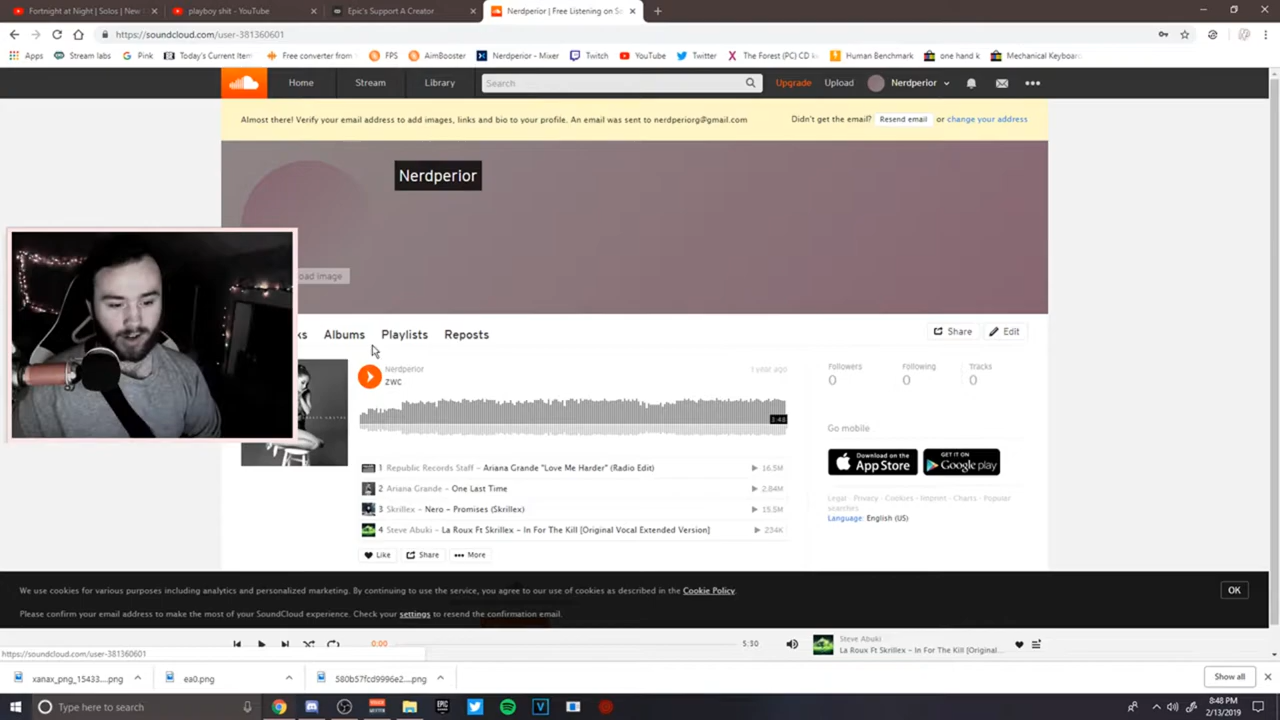 Fortnight at Night | Solos | New
playboy shit - YouTube
Epic's Support A Creator
Nerdperior | Free Listening on So
https://soundcloud.com/user-381360601
Apps
Stream labs
Pink
Today's Current Item
Free converter from
FPS
AimBooster
Nerdperior - Mixer
Twitch
YouTube
Twitter
The Forest (PC) CD k
Human Benchmark
one hand k
Mechanical Keyboard
Home
Stream
Library
Search
Upgrade
Upload
Nerdperior
Almost there! Verify your email address to add images, links and bio to your profile. An email was sent to nerdperiorg@gmail.com
Didn't get the email? Resend email or change your address
Nerdperior
oad image
ks
Albums
Playlists
Reposts
Share
Edit
Nerdperior
ZWC
1 year ago
3:48
Followers
0
Following
0
Tracks
0
1 Republic Records Staff – Ariana Grande "Love Me Harder" (Radio Edit) 16.5M
2 Ariana Grande – One Last Time 2.84M
3 Skrillex – Nero – Promises (Skrillex) 15.5M
4 Steve Abuki – La Roux Ft Skrillex – In For The Kill [Original Vocal Extended Version] 234K
Like
Share
More
Go mobile
Download on the
App Store
GET IT ON
Google play
Legal - Privacy - Cookies - Imprint - Charts - Popular
searches
Language: English (US)
We use cookies for various purposes including analytics and personalized marketing. By continuing to use the service, you agree to our use of cookies as described in the Cookie Policy.
OK
Please confirm your email address to make the most of your SoundCloud experience. Check your settings to resend the confirmation email.
0:00
5:30
Steve Abuki
La Roux Ft Skrillex – In For The Kill [Original...
https://soundcloud.com/user-381360601
xanax_png_15433....png
ea0.png
580b57fcd9996e2....png
Show all
Type here to search
8:48 PM
2/13/2019